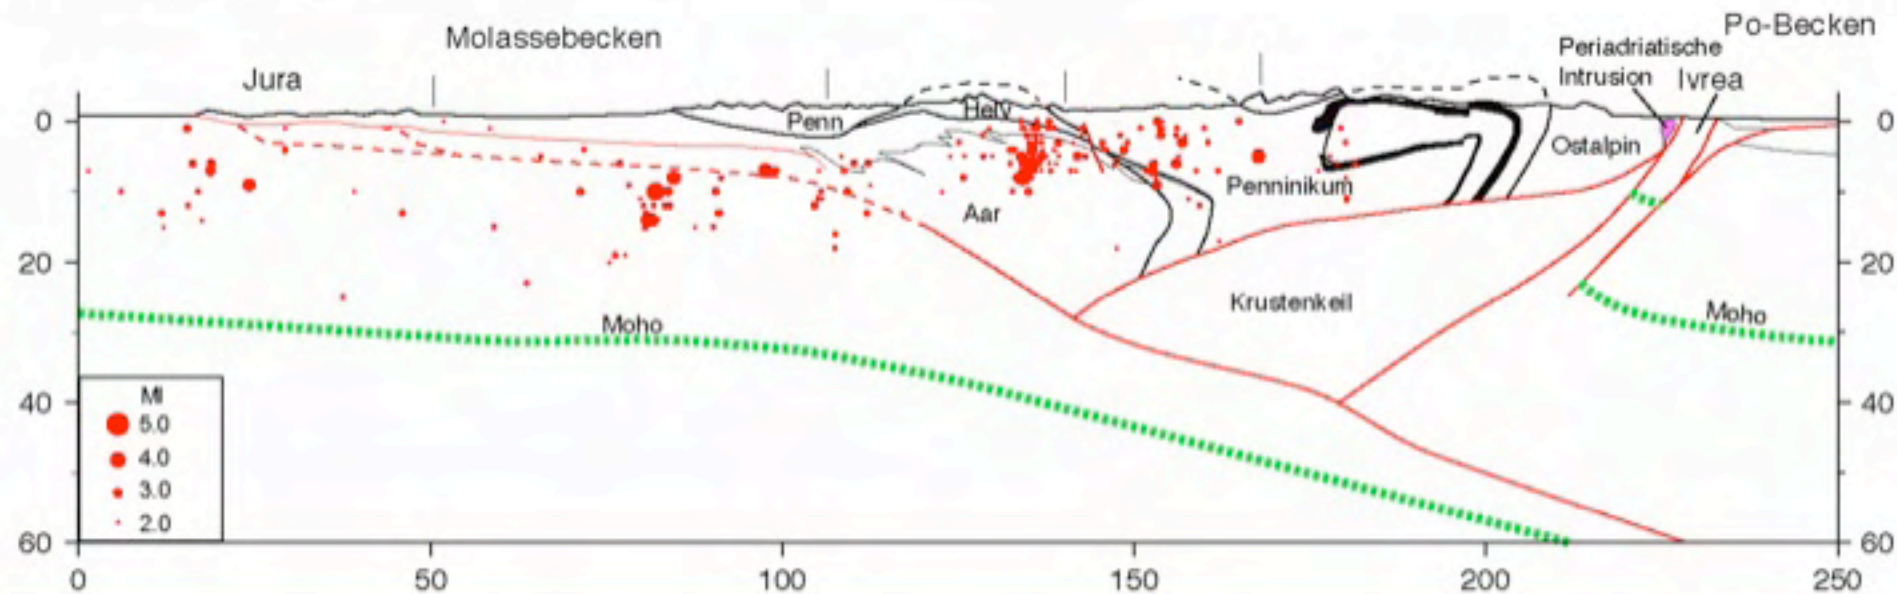 Po-Becken
Molassebecken
Periadriatische
Intrusion
Ivrea
Jura
Helv
Penn
Ostalpin
Penninikum
Aar
Krustenkeil
Moho
Moho
0
20
40
60
0
20
40
60
Ml
5.0
4.0
3.0
2.0
0
50
100
150
200
250